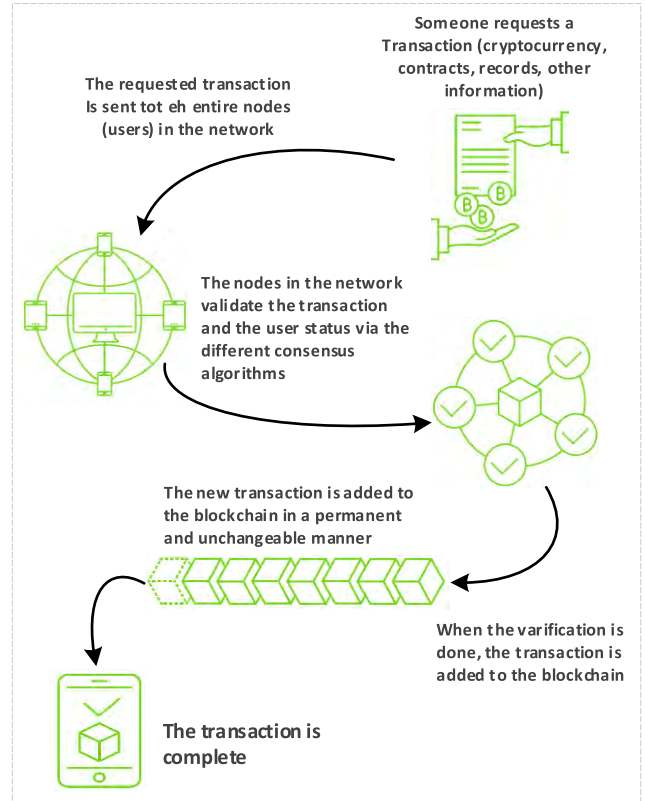 Someone requests a
Transaction (cryptocurrency,
contracts, records, other
information)
The requested transaction
Is sent tot eh entire nodes
(users) in the network
The nodes in the network
validate the transaction
and the user status via the
different consensus
algorithms
The new transaction is added to
the blockchain in a permanent
and unchangeable manner
When the varification is
done, the transaction is
added to the blockchain
The transaction is
complete